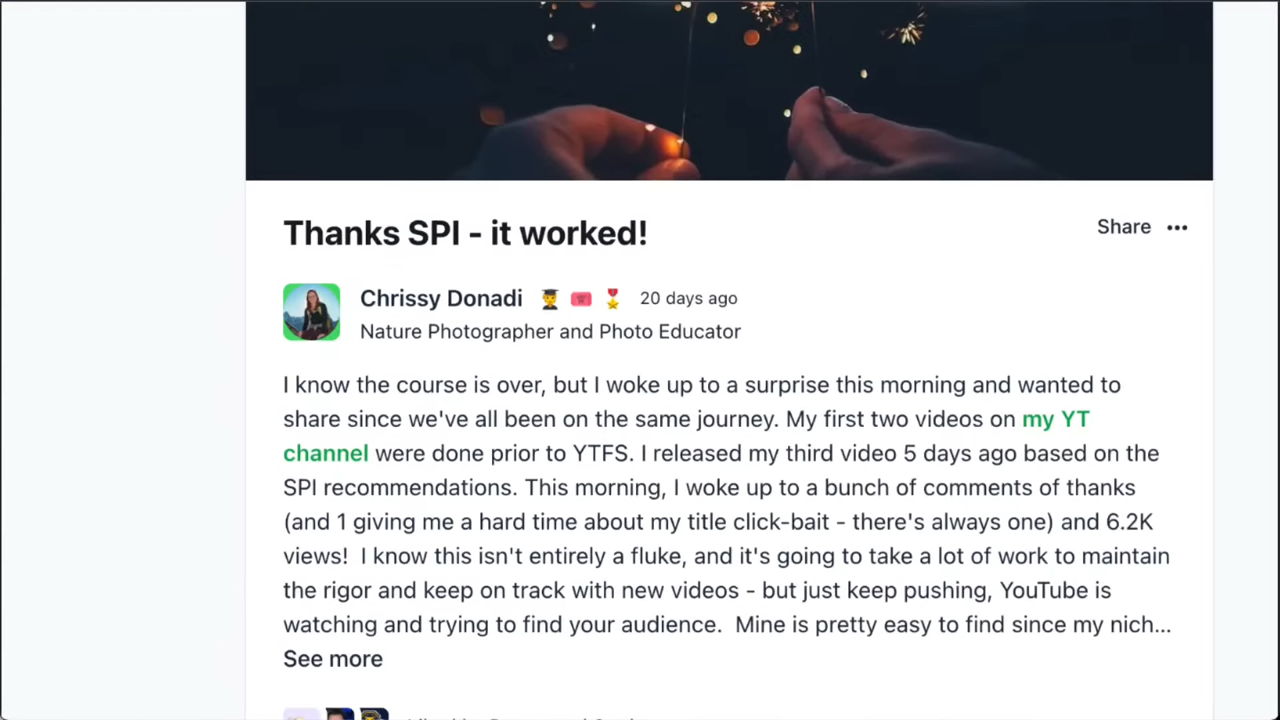 Thanks SPI - it worked!
Share
Chrissy Donadi
20 days ago
Nature Photographer and Photo Educator
I know the course is over, but I woke up to a surprise this morning and wanted to
share since we've all been on the same journey. My first two videos on my YT
channel were done prior to YTFS. I released my third video 5 days ago based on the
SPI recommendations. This morning, I woke up to a bunch of comments of thanks
(and 1 giving me a hard time about my title click-bait - there's always one) and 6.2K
views!  I know this isn't entirely a fluke, and it's going to take a lot of work to maintain
the rigor and keep on track with new videos - but just keep pushing, YouTube is
watching and trying to find your audience.  Mine is pretty easy to find since my nich...
See more